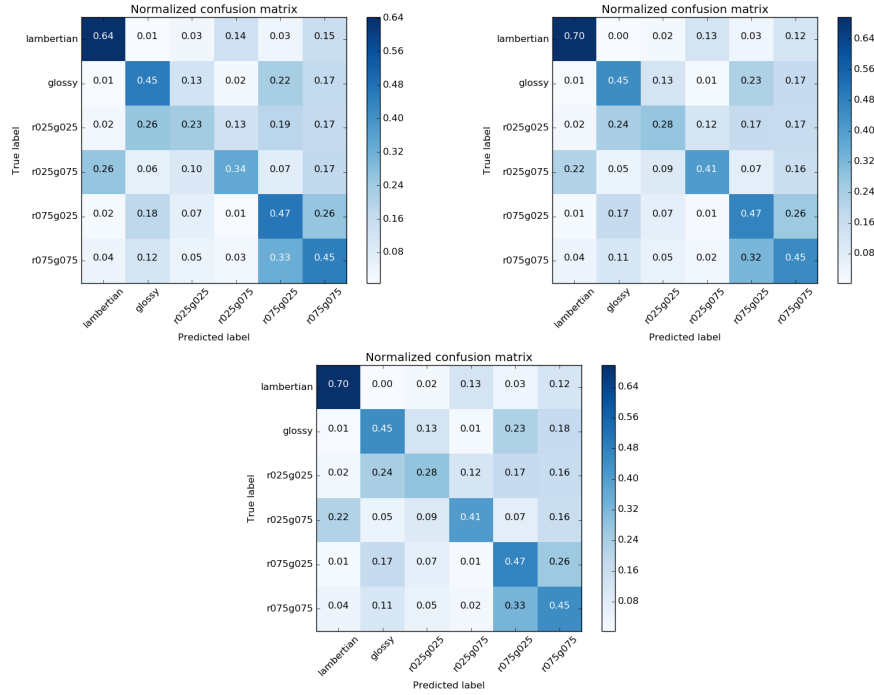 Normalized confusion matrix
lambertian 0.64 0.01 0.03 0.14 0.03 0.15
glossy 0.01 0.45 0.13 0.02 0.22 0.17
r025g025 0.02 0.26 0.23 0.13 0.19 0.17
r025g075 0.26 0.06 0.10 0.34 0.07 0.17
r075g025 0.02 0.18 0.07 0.01 0.47 0.26
r075g075 0.04 0.12 0.05 0.03 0.33 0.45
True label
lambertian glossy r025g025 r025g075 r075g025 r075g075
Predicted label
0.64
0.56
0.48
0.40
0.32
0.24
0.16
0.08
Normalized confusion matrix
lambertian 0.70 0.00 0.02 0.13 0.03 0.12
glossy 0.01 0.45 0.13 0.01 0.23 0.17
r025g025 0.02 0.24 0.28 0.12 0.17 0.17
r025g075 0.22 0.05 0.09 0.41 0.07 0.16
r075g025 0.01 0.17 0.07 0.01 0.47 0.26
r075g075 0.04 0.11 0.05 0.02 0.32 0.45
True label
lambertian glossy r025g025 r025g075 r075g025 r075g075
Predicted label
0.64
0.56
0.48
0.40
0.32
0.24
0.16
0.08
Normalized confusion matrix
lambertian 0.70 0.00 0.02 0.13 0.03 0.12
glossy 0.01 0.45 0.13 0.01 0.23 0.18
r025g025 0.02 0.24 0.28 0.12 0.17 0.16
r025g075 0.22 0.05 0.09 0.41 0.07 0.16
r075g025 0.01 0.17 0.07 0.01 0.47 0.26
r075g075 0.04 0.11 0.05 0.02 0.33 0.45
True label
lambertian glossy r025g025 r025g075 r075g025 r075g075
Predicted label
0.64
0.56
0.48
0.40
0.32
0.24
0.16
0.08